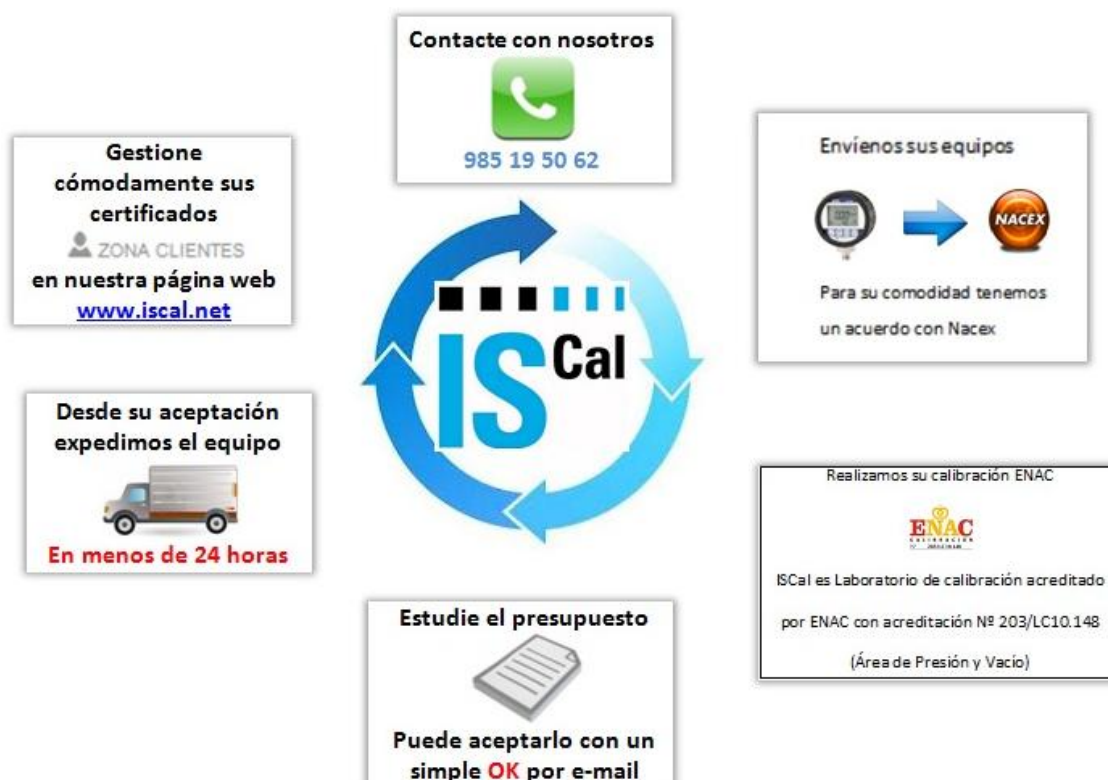 Contacte con nosotros
985 19 50 62
Envíenos sus equipos
NACEX
Para su comodidad tenemos
un acuerdo con Nacex
Realizamos su calibración ENAC
ENAC
CALIBRACIÓN
ISCal es Laboratorio de calibración acreditado
por ENAC con acreditación Nº 203/LC10.148
(Área de Presión y Vacío)
Estudie el presupuesto
Puede aceptarlo con un
simple OK por e-mail
Desde su aceptación
expedimos el equipo
En menos de 24 horas
Gestione
cómodamente sus
certificados
ZONA CLIENTES
en nuestra página web
www.iscal.net
ISCal